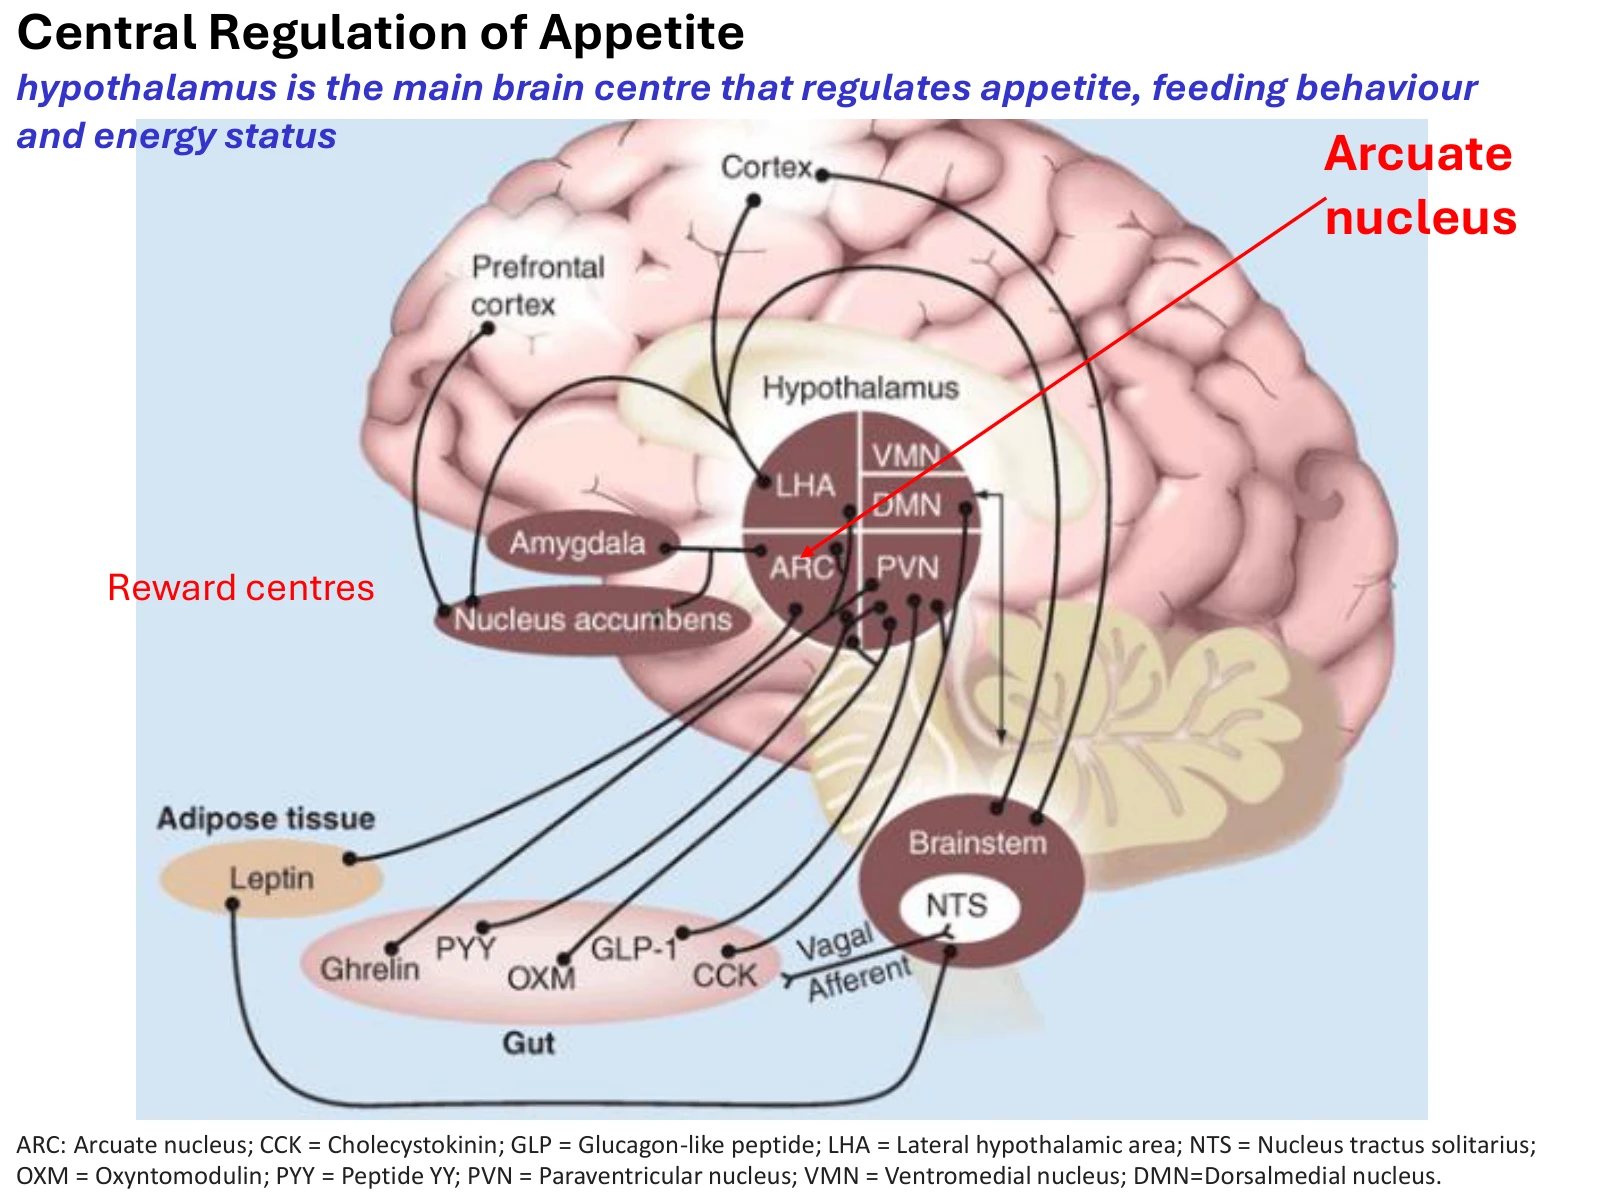 Central Regulation of Appetite
hypothalamus is the main brain centre that regulates appetite, feeding behaviour
and energy status
Arcuate
nucleus
Cortex
Prefrontal
cortex
Hypothalamus
VMN
LHA
DMN
Amygdala
ARC
PVN
Reward centres
Nucleus accumbens
Adipose tissue
Leptin
Brainstem
NTS
Ghrelin
PYY
OXM
GLP-1
CCK
Vagal
Afferent
Gut
ARC: Arcuate nucleus; CCK = Cholecystokinin; GLP = Glucagon-like peptide; LHA = Lateral hypothalamic area; NTS = Nucleus tractus solitarius;
OXM = Oxyntomodulin; PYY = Peptide YY; PVN = Paraventricular nucleus; VMN = Ventromedial nucleus; DMN=Dorsalmedial nucleus.